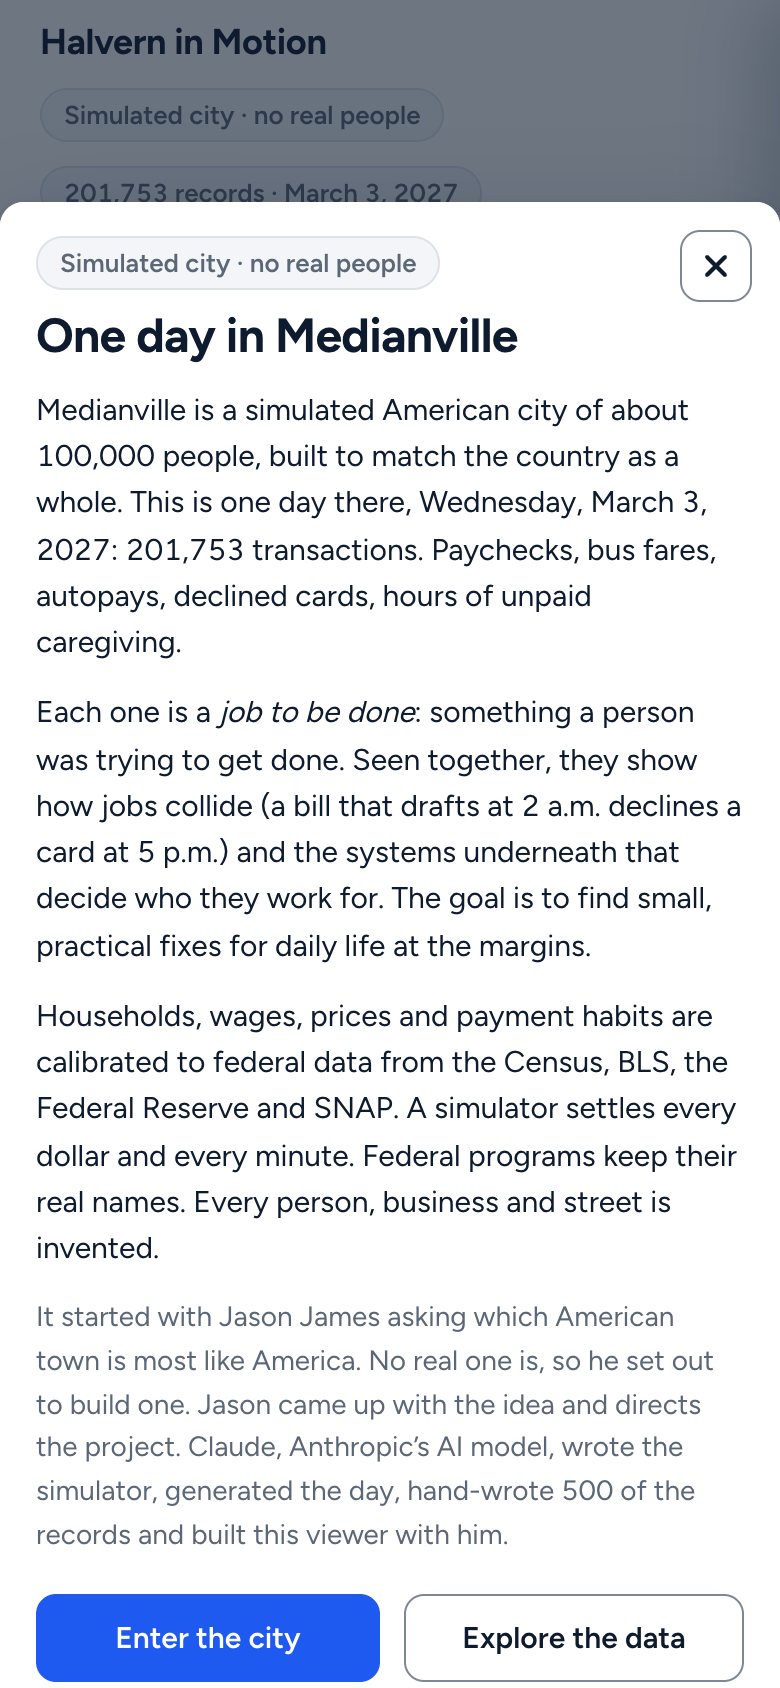 Halvern in Motion
Simulated city · no real people
201,753 records · March 3, 2027
Simulated city · no real people
One day in Medianville
Medianville is a simulated American city of about
100,000 people, built to match the country as a
whole. This is one day there, Wednesday, March 3,
2027: 201,753 transactions. Paychecks, bus fares,
autopays, declined cards, hours of unpaid
caregiving.
Each one is a job to be done: something a person
was trying to get done. Seen together, they show
how jobs collide (a bill that drafts at 2 a.m. declines a
card at 5 p.m.) and the systems underneath that
decide who they work for. The goal is to find small,
practical fixes for daily life at the margins.
Households, wages, prices and payment habits are
calibrated to federal data from the Census, BLS, the
Federal Reserve and SNAP. A simulator settles every
dollar and every minute. Federal programs keep their
real names. Every person, business and street is
invented.
It started with Jason James asking which American
town is most like America. No real one is, so he set out
to build one. Jason came up with the idea and directs
the project. Claude, Anthropic’s AI model, wrote the
simulator, generated the day, hand-wrote 500 of the
records and built this viewer with him.
Enter the city
Explore the data